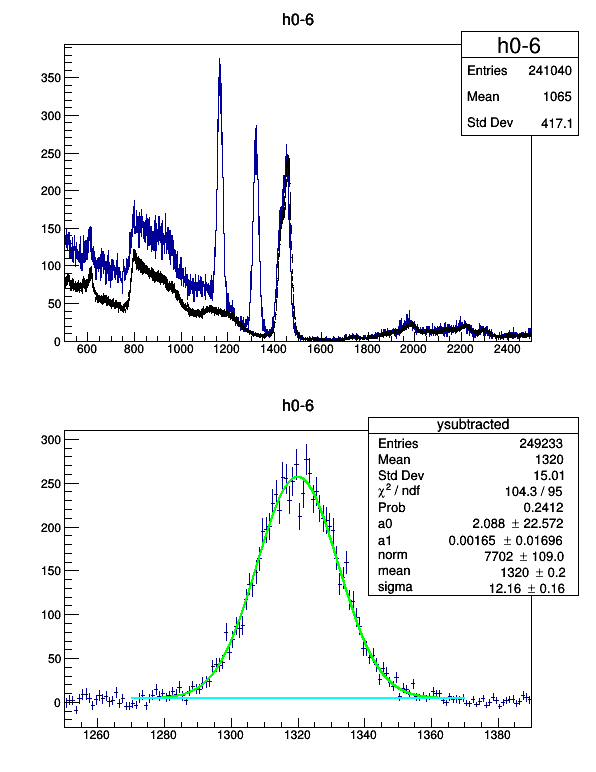 h0-6
h0-6
Entries 241040
Mean 1065
Std Dev 417.1
350
300
250
200
150
100
50
0
600 800 1000 1200 1400 1600 1800 2000 2200 2400
h0-6
ysubtracted
Entries 249233
Mean 1320
Std Dev 15.01
χ² / ndf 104.3 / 95
Prob 0.2412
a0 2.088 ± 22.572
a1 0.00165 ± 0.01696
norm 7702 ± 109.0
mean 1320 ± 0.2
sigma 12.16 ± 0.16
300
250
200
150
100
50
0
1260 1280 1300 1320 1340 1360 1380